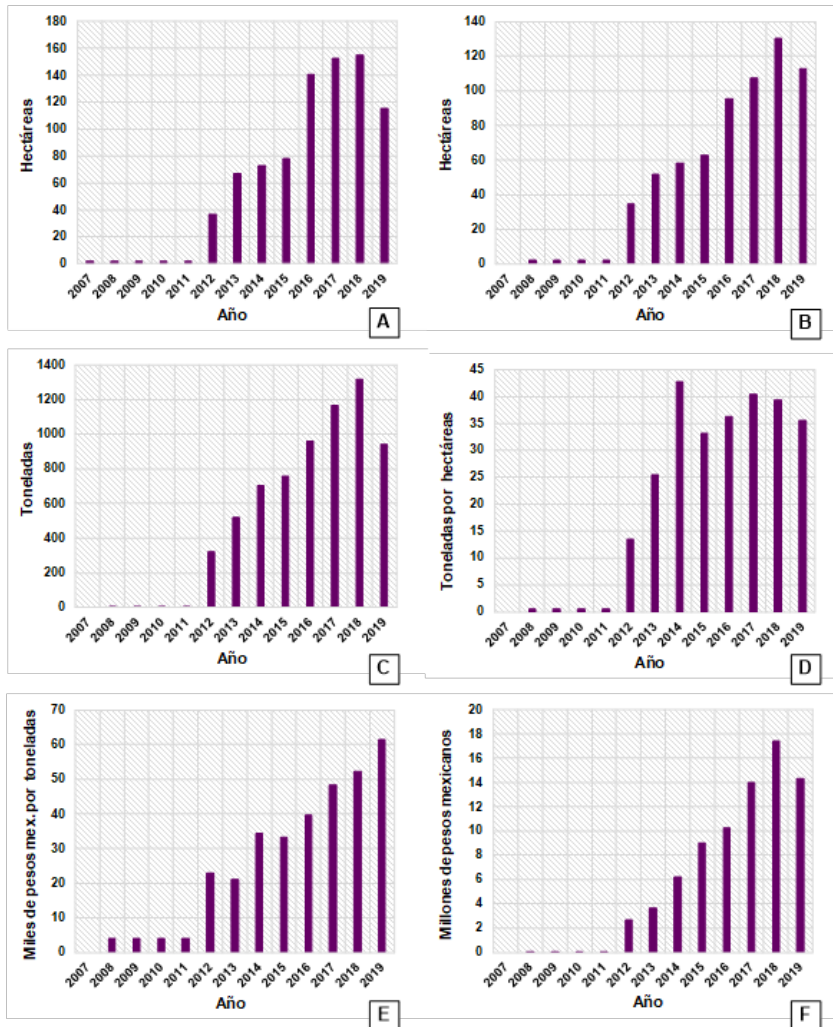 180
160
140
120
100
80
60
40
20
0
Hectáreas
2007 2008 2009 2010 2011 2012 2013 2014 2015 2016 2017 2018 2019
Año
A
140
120
100
80
60
40
20
0
Hectáreas
2007 2008 2009 2010 2011 2012 2013 2014 2015 2016 2017 2018 2019
Año
B
1400
1200
1000
800
600
400
200
0
Toneladas
2007 2008 2009 2010 2011 2012 2013 2014 2015 2016 2017 2018 2019
Año
C
45
40
35
30
25
20
15
10
5
0
Toneladas por hectáreas
2007 2008 2009 2010 2011 2012 2013 2014 2015 2016 2017 2018 2019
Año
D
70
60
50
40
30
20
10
0
Miles de pesos mex. por toneladas
2007 2008 2009 2010 2011 2012 2013 2014 2015 2016 2017 2018 2019
Año
E
20
18
16
14
12
10
8
6
4
2
0
Millones de pesos mexicanos
2007 2008 2009 2010 2011 2012 2013 2014 2015 2016 2017 2018 2019
Año
F